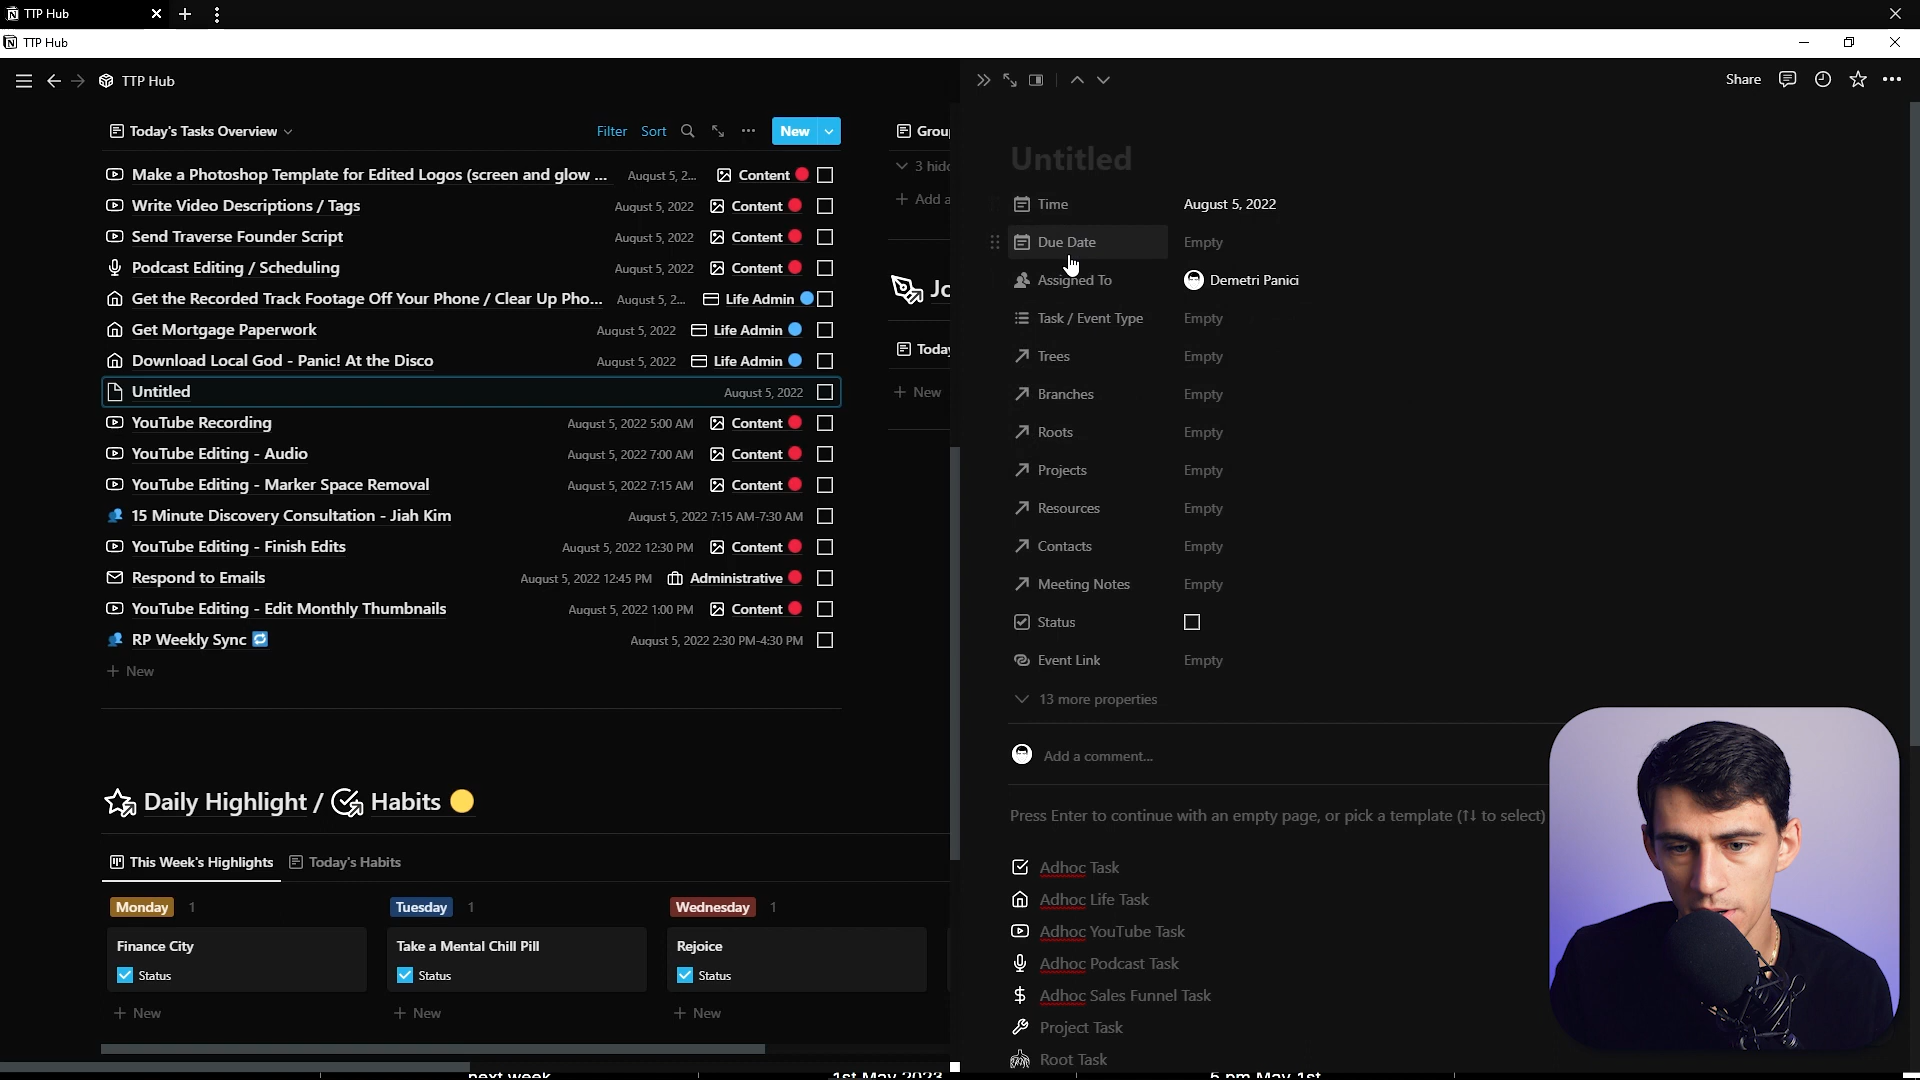 TTP Hub
TTP Hub
TTP Hub
Share
Today's Tasks Overview
Filter Sort
New
Make a Photoshop Template for Edited Logos (screen and glow ... August 5, 2... Content
Write Video Descriptions / Tags August 5, 2022 Content
Send Traverse Founder Script August 5, 2022 Content
Podcast Editing / Scheduling August 5, 2022 Content
Get the Recorded Track Footage Off Your Phone / Clear Up Pho... August 5, 2... Life Admin
Get Mortgage Paperwork August 5, 2022 Life Admin
Download Local God - Panic! At the Disco August 5, 2022 Life Admin
Untitled August 5, 2022
YouTube Recording August 5, 2022 5:00 AM Content
YouTube Editing - Audio August 5, 2022 7:00 AM Content
YouTube Editing - Marker Space Removal August 5, 2022 7:15 AM Content
15 Minute Discovery Consultation - Jiah Kim August 5, 2022 7:15 AM-7:30 AM
YouTube Editing - Finish Edits August 5, 2022 12:30 PM Content
Respond to Emails August 5, 2022 12:45 PM Administrative
YouTube Editing - Edit Monthly Thumbnails August 5, 2022 1:00 PM Content
RP Weekly Sync August 5, 2022 2:30 PM-4:30 PM
+ New
Grou
3 hidd
+ Add a
Jo
Today
+ New
Daily Highlight / Habits
This Week's Highlights Today's Habits
Monday 1
Finance City
Status
+ New
Tuesday 1
Take a Mental Chill Pill
Status
+ New
Wednesday 1
Rejoice
Status
+ New
Untitled
Time August 5, 2022
Due Date Empty
Assigned To Demetri Panici
Task / Event Type Empty
Trees Empty
Branches Empty
Roots Empty
Projects Empty
Resources Empty
Contacts Empty
Meeting Notes Empty
Status
Event Link Empty
13 more properties
Add a comment...
Press Enter to continue with an empty page, or pick a template (↑↓ to select)
Adhoc Task
Adhoc Life Task
Adhoc YouTube Task
Adhoc Podcast Task
Adhoc Sales Funnel Task
Project Task
Root Task
next week 1st May 2023 5 pm May 1st